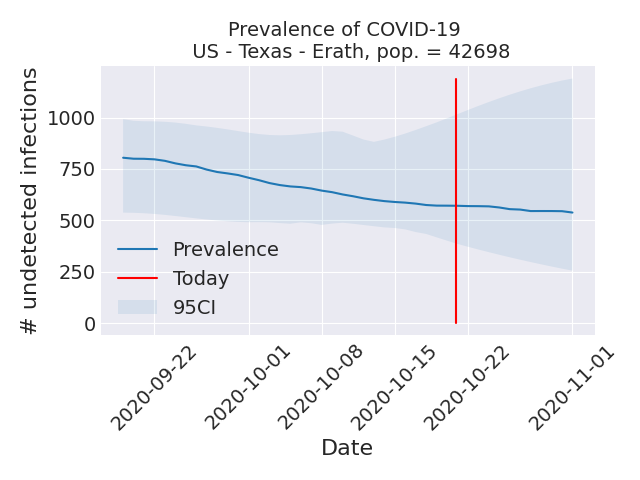 Prevalence of COVID-19
US - Texas - Erath, pop. = 42698
# undetected infections
1000
750
500
250
0
Prevalence
Today
95CI
2020-09-22
2020-10-01
2020-10-08
2020-10-15
2020-10-22
2020-11-01
Date